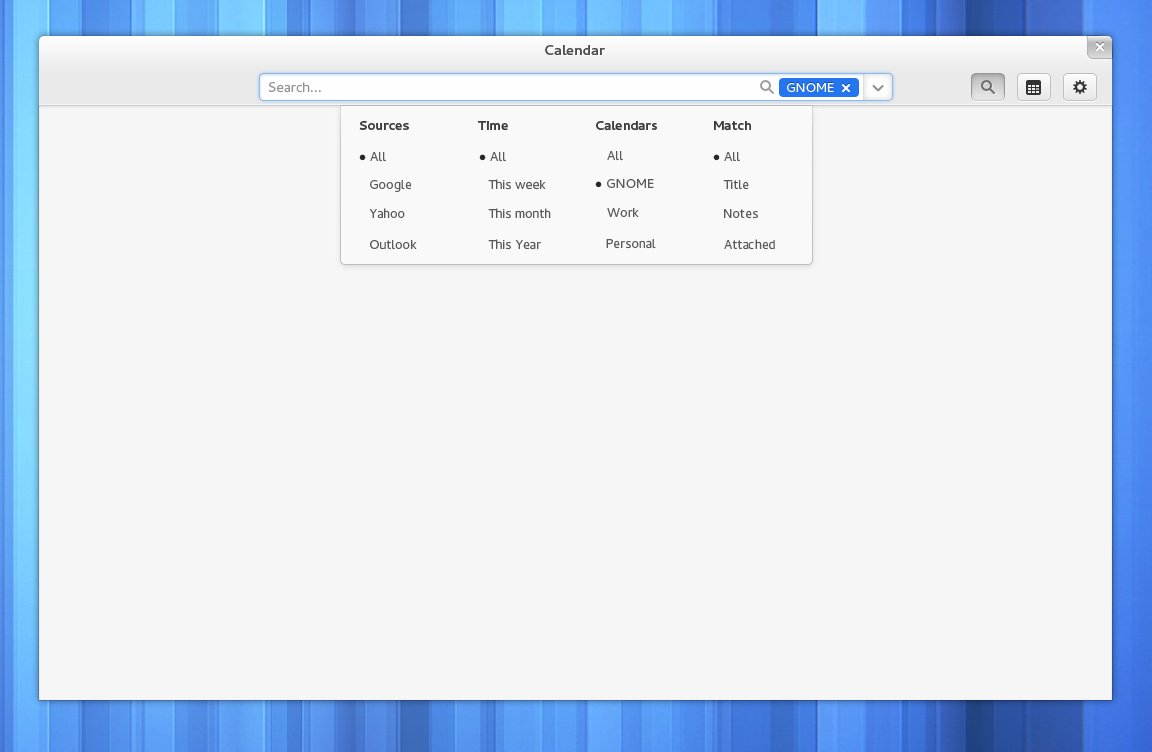 Calendar
Search...
GNOME
Sources Time Calendars Match
All All All All
Google This week GNOME Title
Yahoo This month Work Notes
Outlook This Year Personal Attached